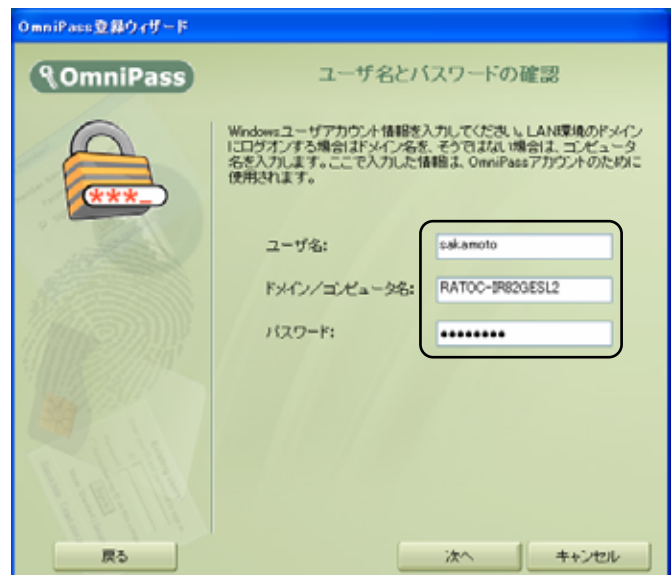 OmniPass登録ウィザード
OmniPass
ユーザ名とパスワードの確認
Windowsユーザアカウント情報を入力してください。LAN環境のドメイン
にログオンする場合はドメイン名を、そうではない場合は、コンピュータ
名を入力します。ここで入力した情報は、OmniPassアカウントのために
使用されます。
***_
ユーザ名: sakamoto
ドメイン／コンピュータ名: RATOC-IR82GESL2
パスワード: ●●●●●●●●
戻る 次へ キャンセル